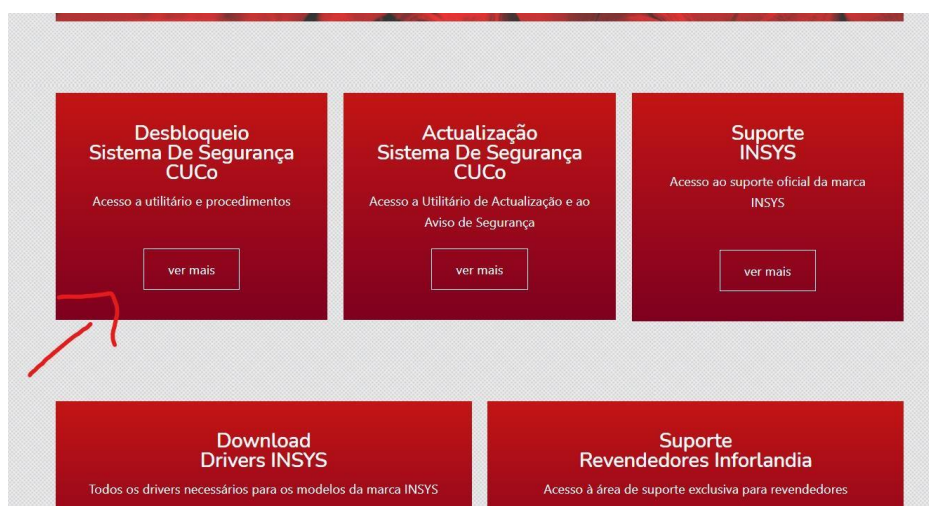 Desbloqueio
Sistema De Segurança
CUCo
Acesso a utilitário e procedimentos
ver mais
Actualização
Sistema De Segurança
CUCo
Acesso a Utilitário de Actualização e ao
Aviso de Segurança
ver mais
Suporte
INSYS
Acesso ao suporte oficial da marca
INSYS
ver mais
Download
Drivers INSYS
Todos os drivers necessários para os modelos da marca INSYS
Suporte
Revendedores Inforlandia
Acesso à área de suporte exclusiva para revendedores